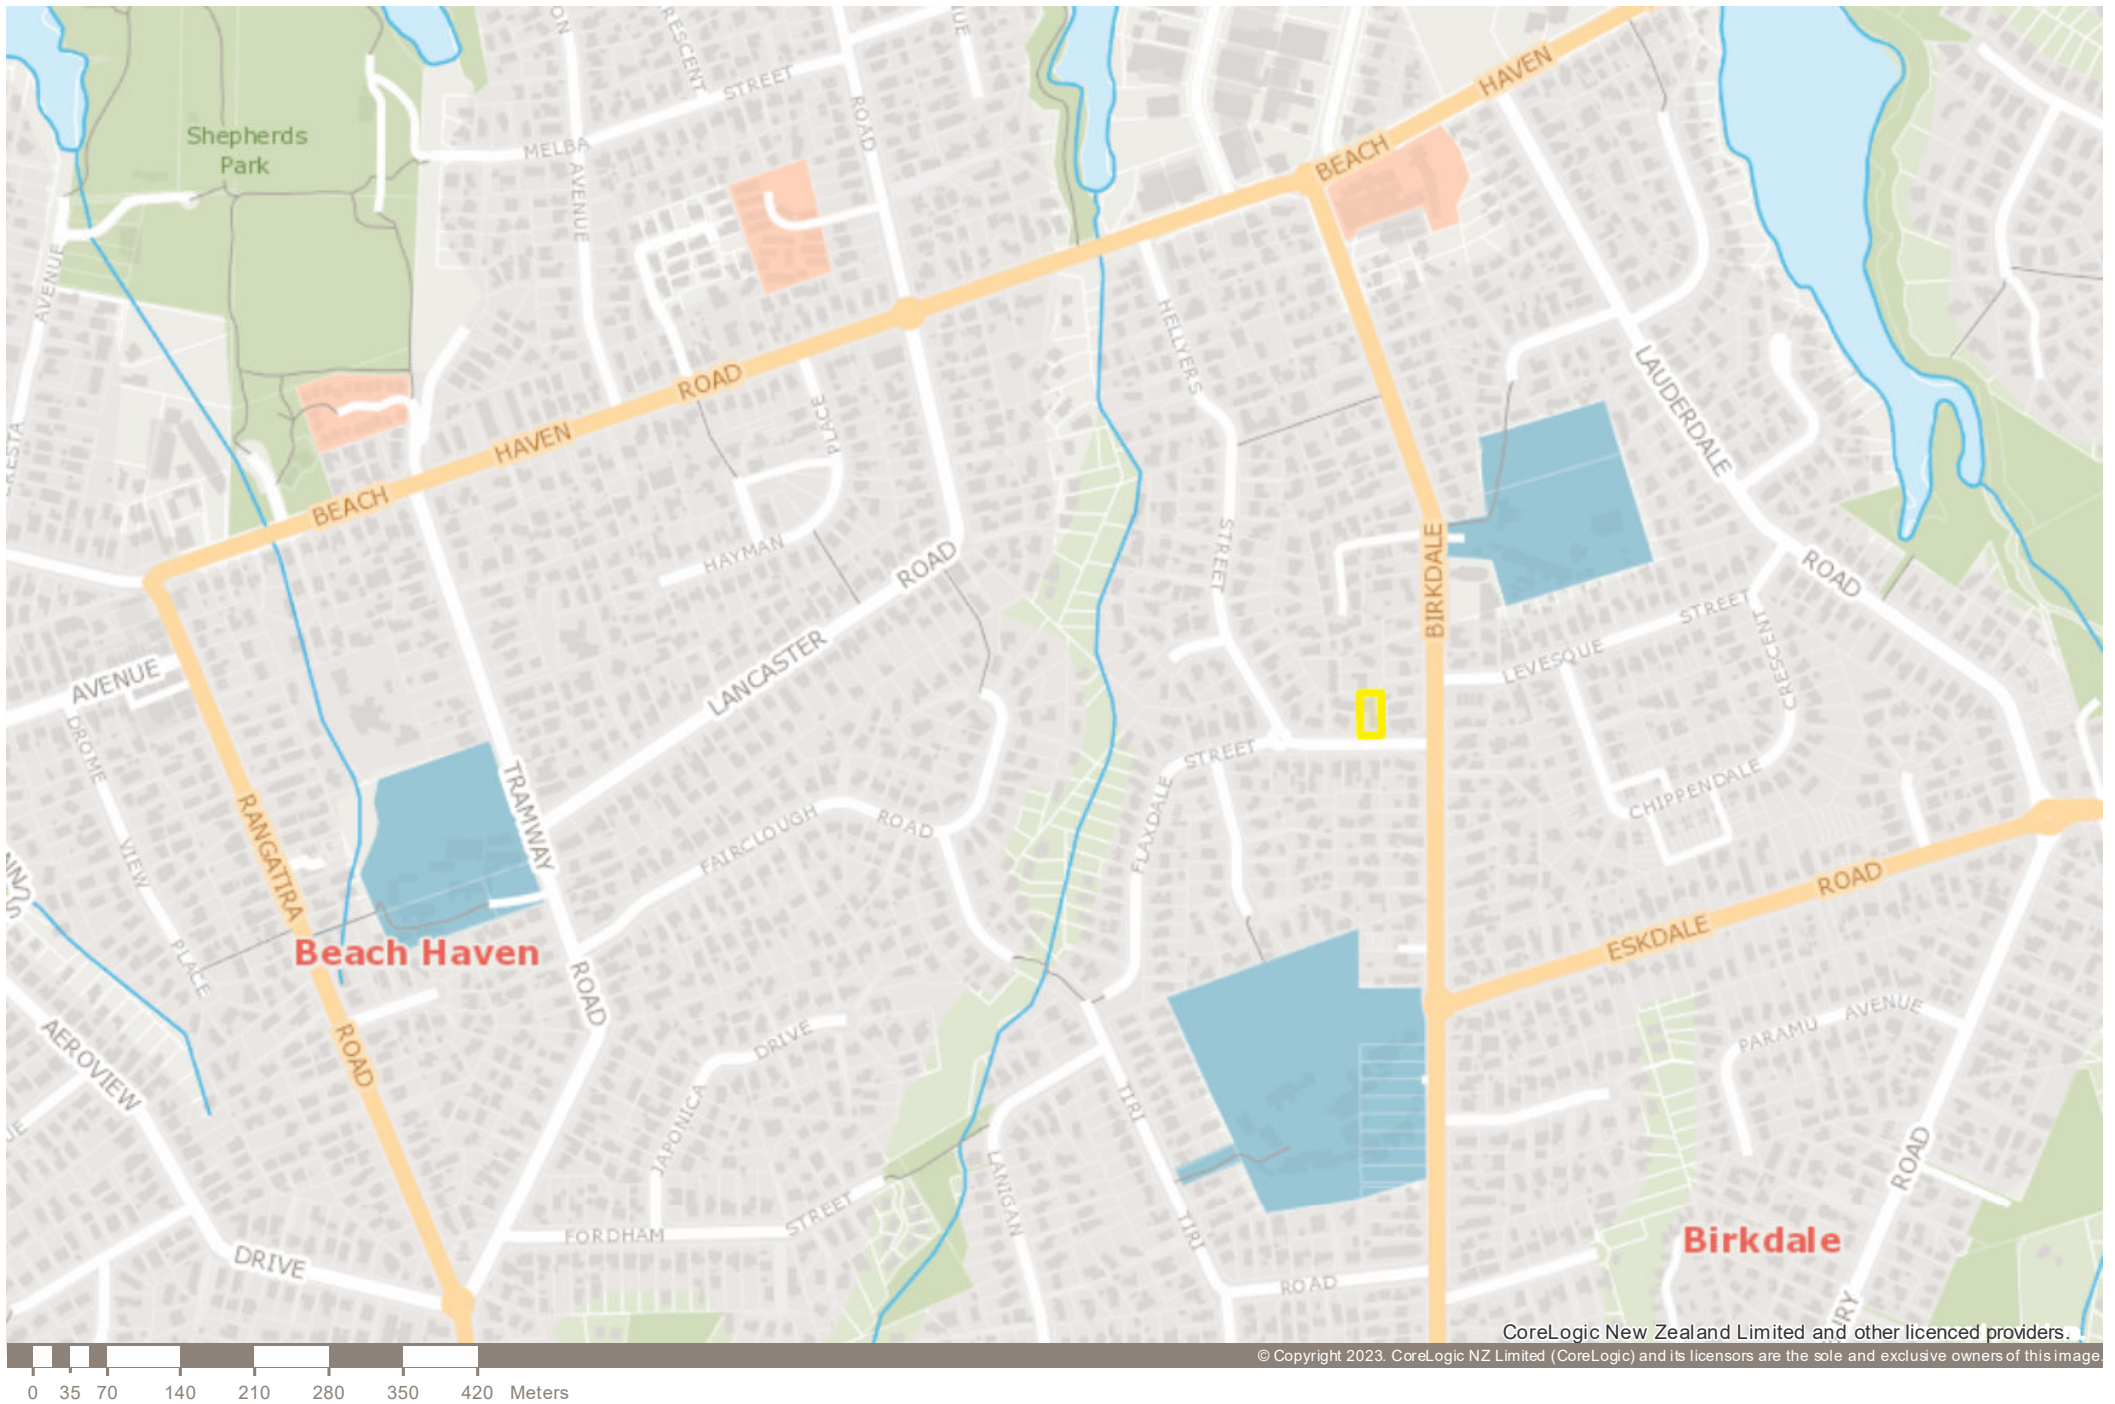 Shepherds
Park
MELBA
STREET
AVENUE
ROAD
AVENUE
BEACH
HAVEN
ROAD
BEACH
HAVEN
HELLYERS
STREET
PLACE
HAYMAN
LANCASTER
ROAD
LAUDERDALE
ROAD
BIRKDALE
LEVESQUE
STREET
CRESCENT
CHIPPENDALE
AVENUE
DROME
VIEW
PLACE
RANGATIRA
ROAD
TRAMWAY
ROAD
FAIRCLOUGH
ROAD
FLAXDALE
STREET
Beach Haven
ESKDALE
ROAD
PARAMU
AVENUE
AEROVIEW
DRIVE
JAPONICA
DRIVE
FORDHAM
STREET
LANIGAN
TIRI
TIRI
ROAD
ROAD
Birkdale
CoreLogic New Zealand Limited and other licenced providers.
© Copyright 2023. CoreLogic NZ Limited (CoreLogic) and its licensors are the sole and exclusive owners of this image.
0 35 70 140 210 280 350 420 Meters